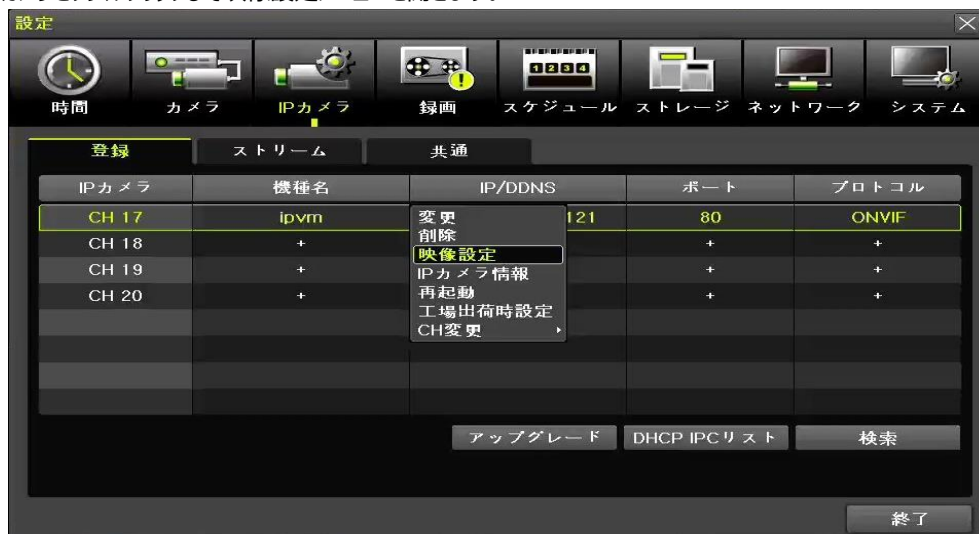 設定
時間 カメラ IPカメラ 録画 スケジュール ストレージ ネットワーク システム
1 2 3 4
登録 ストリーム 共通
IPカメラ 機種名 IP/DDNS ポート プロトコル
CH 17 ipvm 121 80 ONVIF
CH 18 + + +
CH 19 + + +
CH 20 + + +
変更
削除
映像設定
IPカメラ情報
再起動
工場出荷時設定
CH変更
アップグレード DHCP IPCリスト 検索
終了